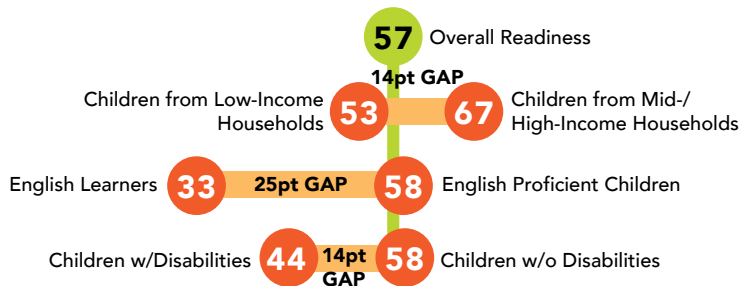 57 Overall Readiness
14pt GAP
Children from Low-Income
Households
53
67
Children from Mid-/
High-Income Households
English Learners 33 25pt GAP 58 English Proficient Children
Children w/Disabilities 44 14pt
GAP
58 Children w/o Disabilities